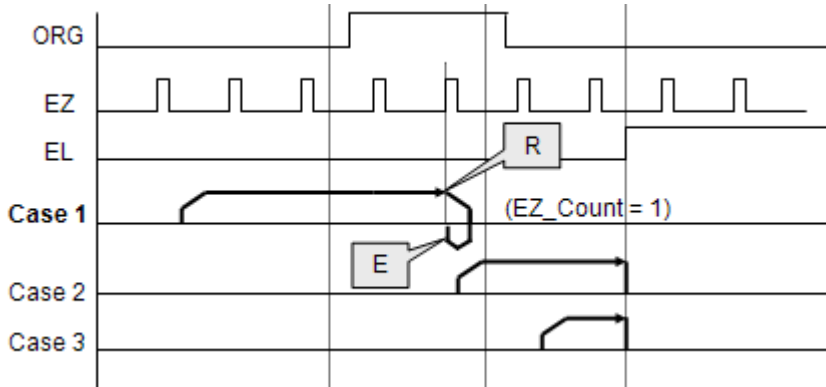 ORG
EZ
EL
R
Case 1
(EZ_Count = 1)
E
Case 2
Case 3